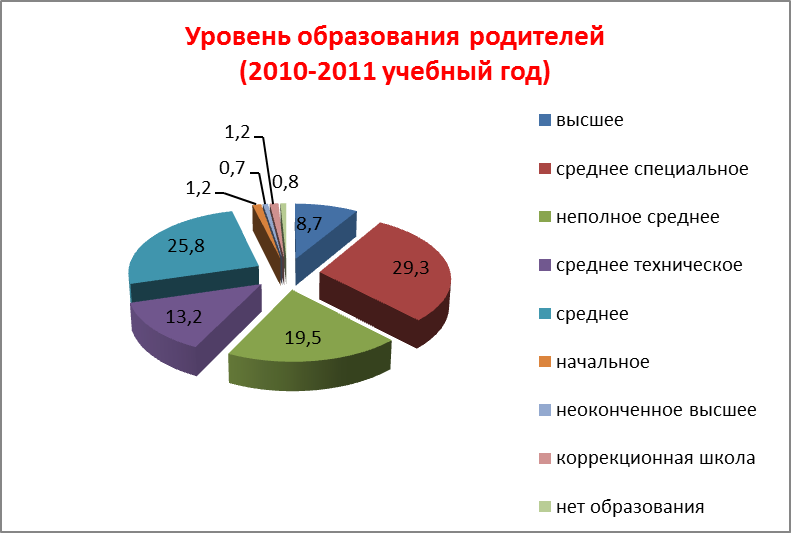 Уровень образования родителей
(2010-2011 учебный год)
1,2
0,7
1,2
0,8
8,7
29,3
19,5
13,2
25,8
высшее
среднее специальное
неполное среднее
среднее техническое
среднее
начальное
неоконченное высшее
коррекционная школа
нет образования